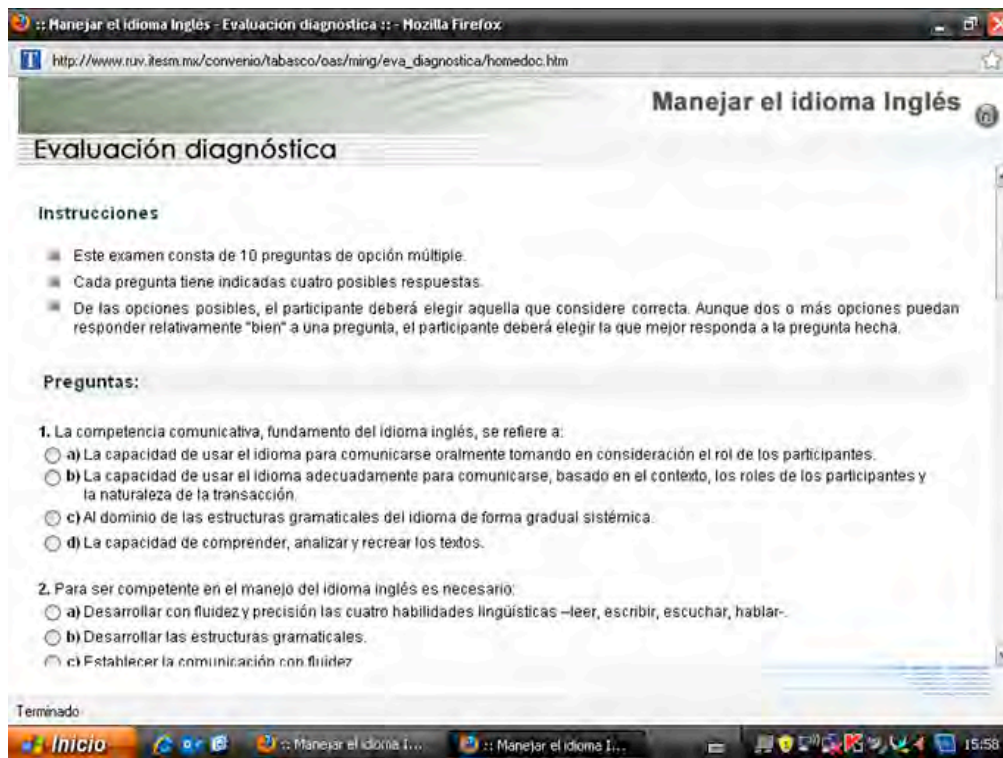 :: Manejar el idioma Inglés - Evaluación diagnóstica :: - Mozilla Firefox
http://www.ruv.itesm.mx/convenio/tabasco/oas/ming/eva_diagnostica/homedoc.htm
Manejar el idioma Inglés
Evaluación diagnóstica
Instrucciones
Este examen consta de 10 preguntas de opción múltiple.
Cada pregunta tiene indicadas cuatro posibles respuestas.
De las opciones posibles, el participante deberá elegir aquella que considere correcta. Aunque dos o más opciones puedan
responder relativamente "bien" a una pregunta, el participante deberá elegir la que mejor responda a la pregunta hecha.
Preguntas:
1. La competencia comunicativa, fundamento del idioma inglés, se refiere a:
a) La capacidad de usar el idioma para comunicarse oralmente tomando en consideración el rol de los participantes.
b) La capacidad de usar el idioma adecuadamente para comunicarse, basado en el contexto, los roles de los participantes y
la naturaleza de la transacción.
c) Al dominio de las estructuras gramaticales del idioma de forma gradual sistémica.
d) La capacidad de comprender, analizar y recrear los textos.
2. Para ser competente en el manejo del idioma inglés es necesario:
a) Desarrollar con fluidez y precisión las cuatro habilidades lingüísticas –leer, escribir, escuchar, hablar-.
b) Desarrollar las estructuras gramaticales.
c) Establecer la comunicación con fluidez
Terminado
Inicio
:: Manejar el idioma I...
:: Manejar el idioma I...
15:58